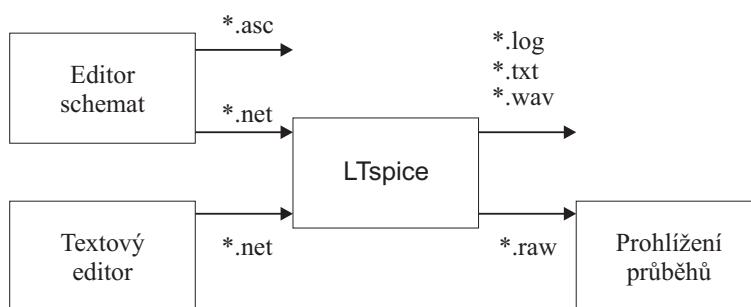 *.asc
Editor
schemat
*.net
*.log
*.txt
*.wav
LTspice
Textový
editor
*.net
*.raw
Prohlížení
průběhů